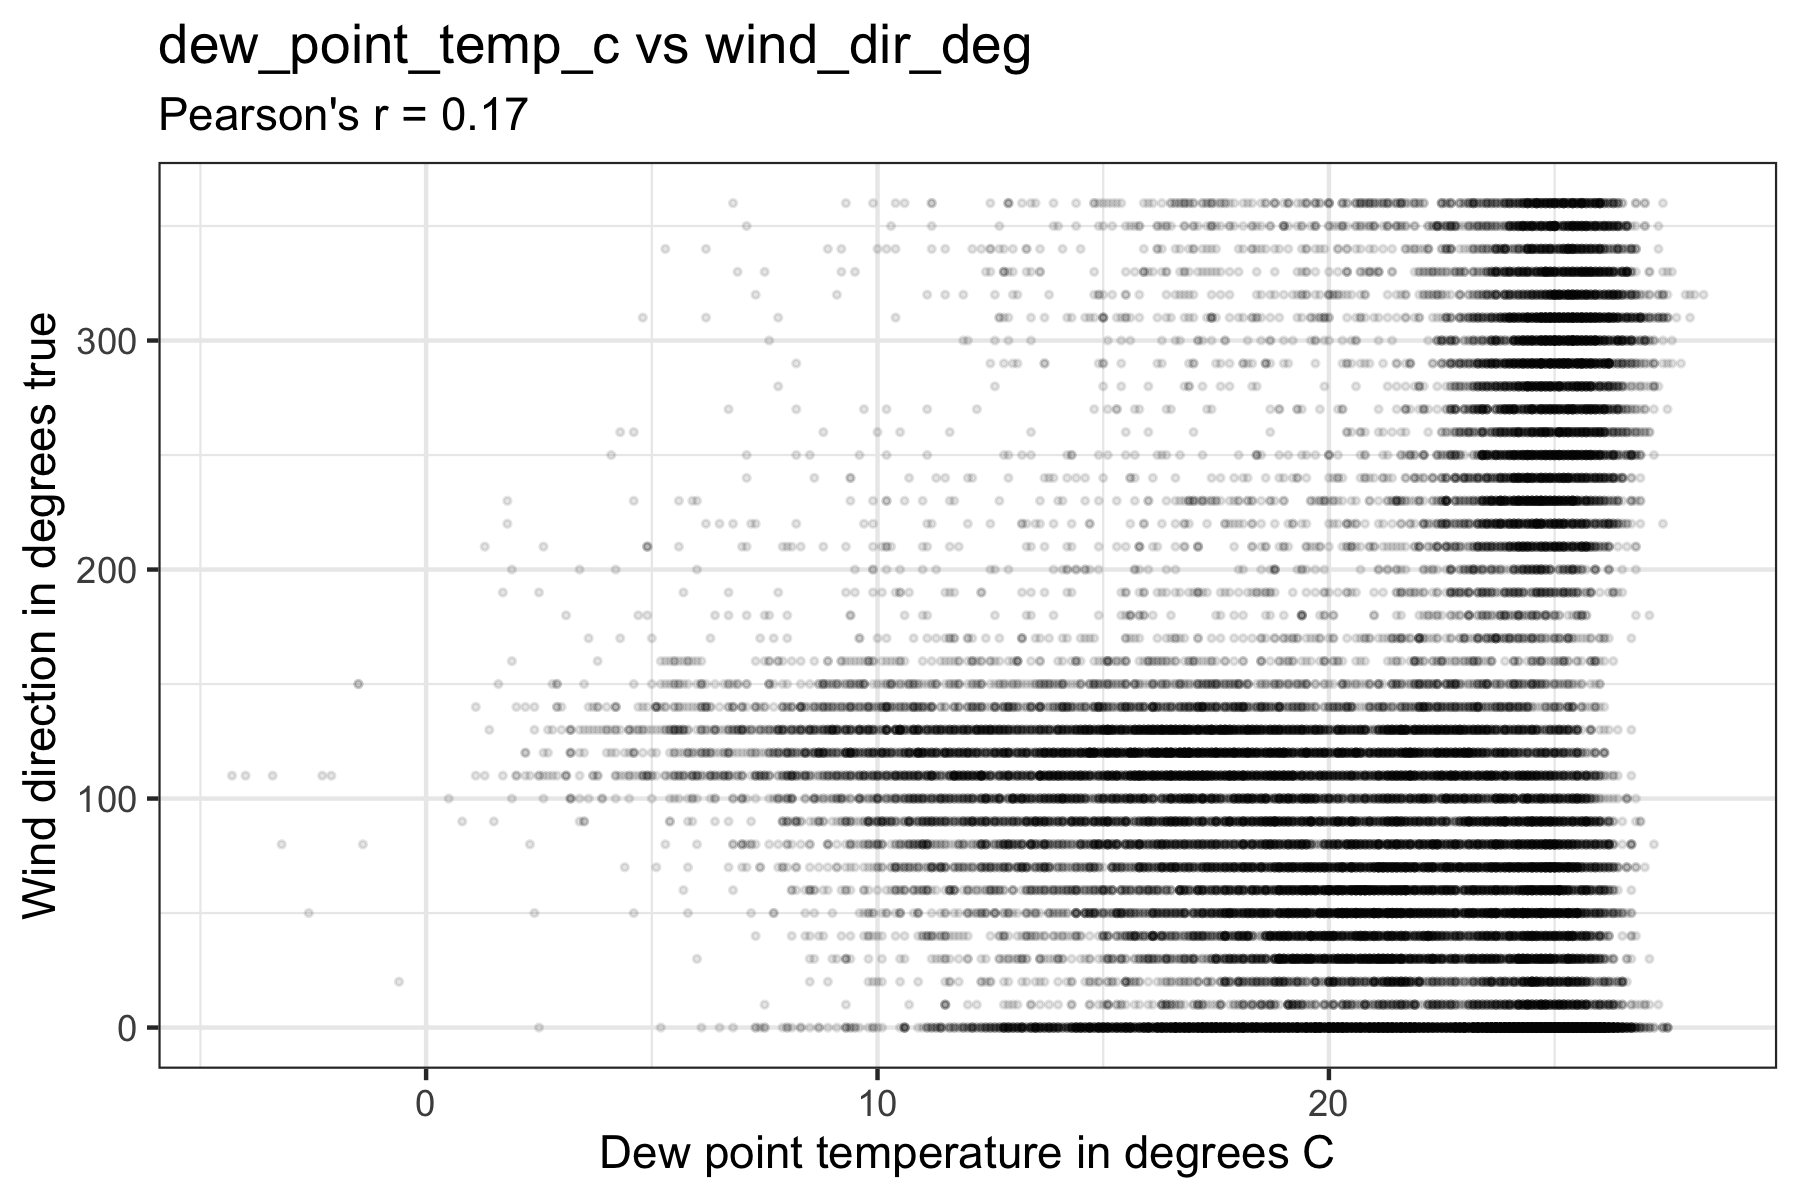 dew_point_temp_c vs wind_dir_deg
Pearson's r = 0.17
Wind direction in degrees true
300
200
100
0
0
10
20
Dew point temperature in degrees C